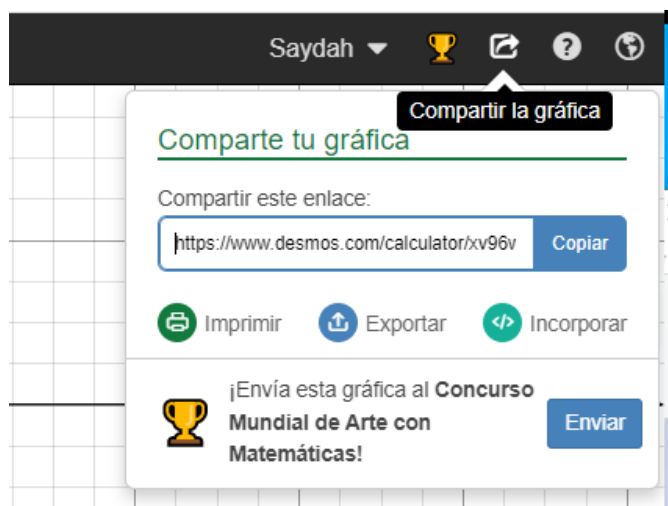 Saydah
Compartir la gráfica
Comparte tu gráfica
Compartir este enlace:
https://www.desmos.com/calculator/xv96v Copiar
Imprimir Exportar Incorporar
¡Envía esta gráfica al Concurso
Mundial de Arte con
Matemáticas!
Enviar